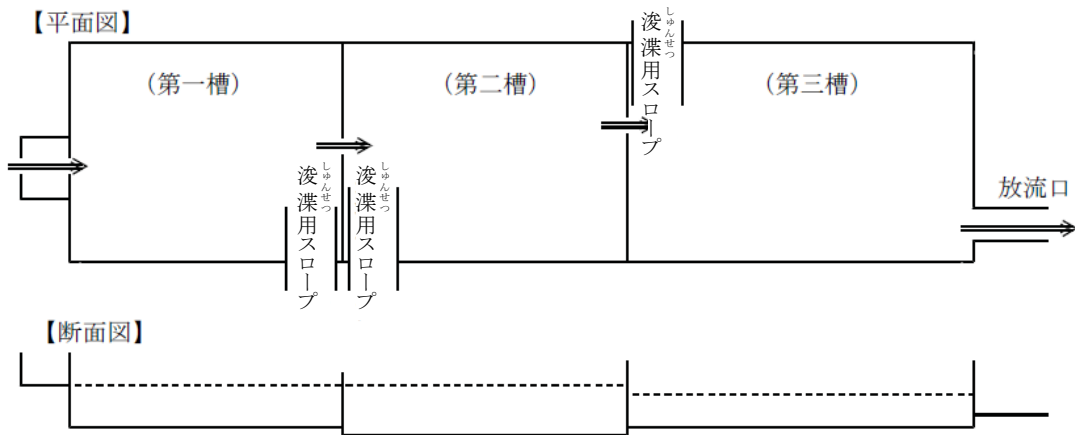 【平面図】
(第一槽)
(第二槽)
(第三槽)
浚渫用スロープ
しゅんせつ
浚渫用スロープ
しゅんせつ
浚渫用スロープ
しゅんせつ
放流口
【断面図】